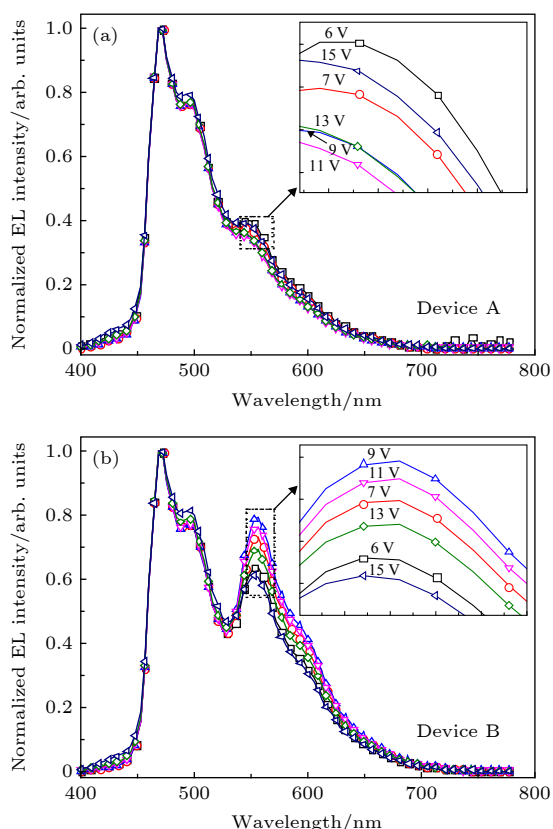 (a)
Normalized EL intensity/arb. units
1.0
0.8
0.6
0.4
0.2
0
6 V
15 V
7 V
13 V
9 V
11 V
Device A
400
500
600
700
800
Wavelength/nm
(b)
Normalized EL intensity/arb. units
1.0
0.8
0.6
0.4
0.2
0
9 V
11 V
7 V
13 V
6 V
15 V
Device B
400
500
600
700
800
Wavelength/nm